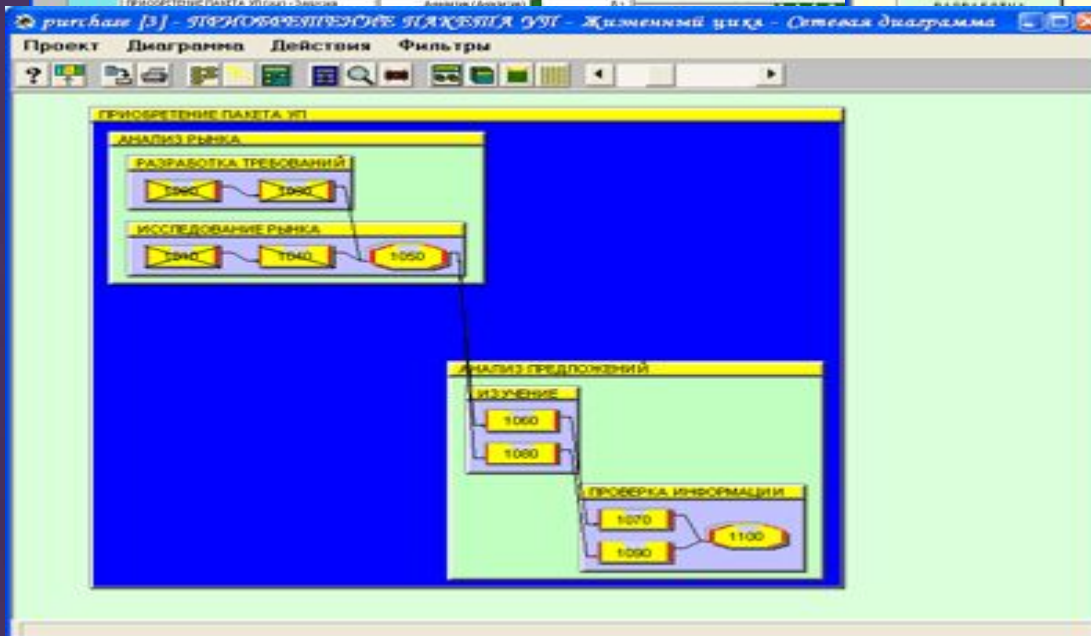 purchase [3] - ПРИОБРЕТЕНИЕ ПАКЕТА УП - Жизненный цикл - Сетевая диаграмма
Проект Диаграмма Действия Фильтры
?
ПРИОБРЕТЕНИЕ ПАКЕТА УП
АНАЛИЗ РЫНКА
РАЗРАБОТКА ТРЕБОВАНИЙ
ИССЛЕДОВАНИЕ РЫНКА
1040 1050
АНАЛИЗ ПРЕДЛОЖЕНИЙ
ИЗУЧЕНИЕ
1060
1080
ПРОВЕРКА ИНФОРМАЦИИ
1070
1100
1090